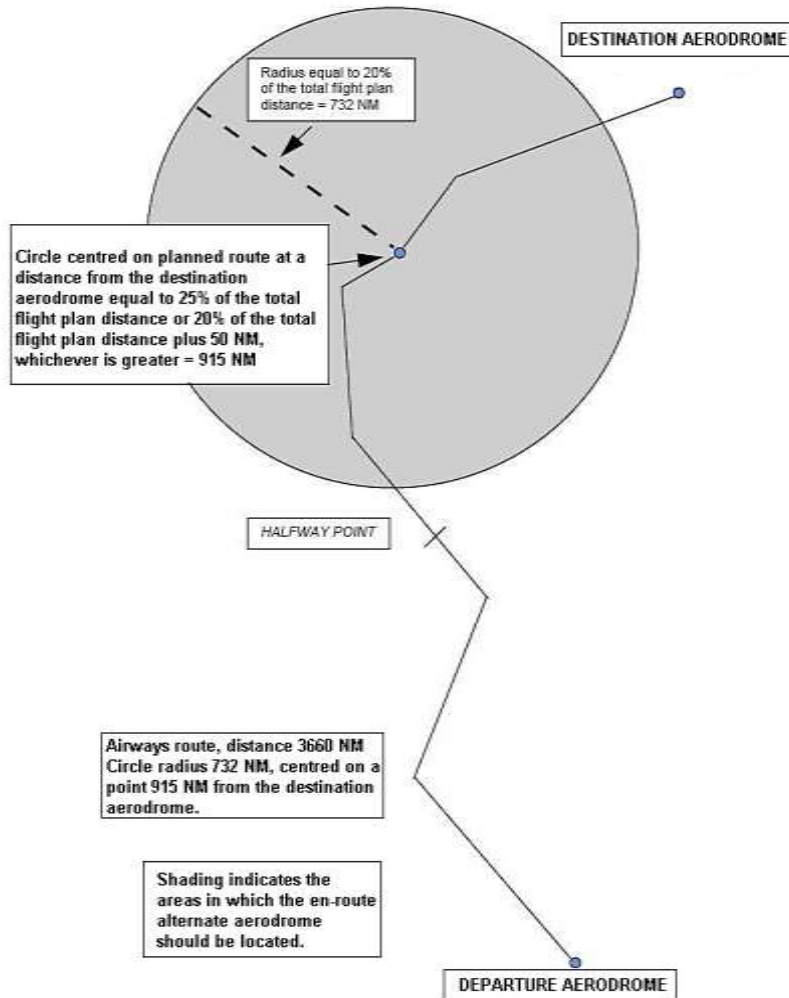 DESTINATION AERODROME
Radius equal to 20%
of the total flight plan
distance = 732 NM
Circle centred on planned route at a
distance from the destination
aerodrome equal to 25% of the total
flight plan distance or 20% of the total
flight plan distance plus 50 NM,
whichever is greater = 915 NM
HALFWAY POINT
Airways route, distance 3660 NM
Circle radius 732 NM, centred on a
point 915 NM from the destination
aerodrome.
Shading indicates the
areas in which the en-route
alternate aerodrome
should be located.
DEPARTURE AERODROME